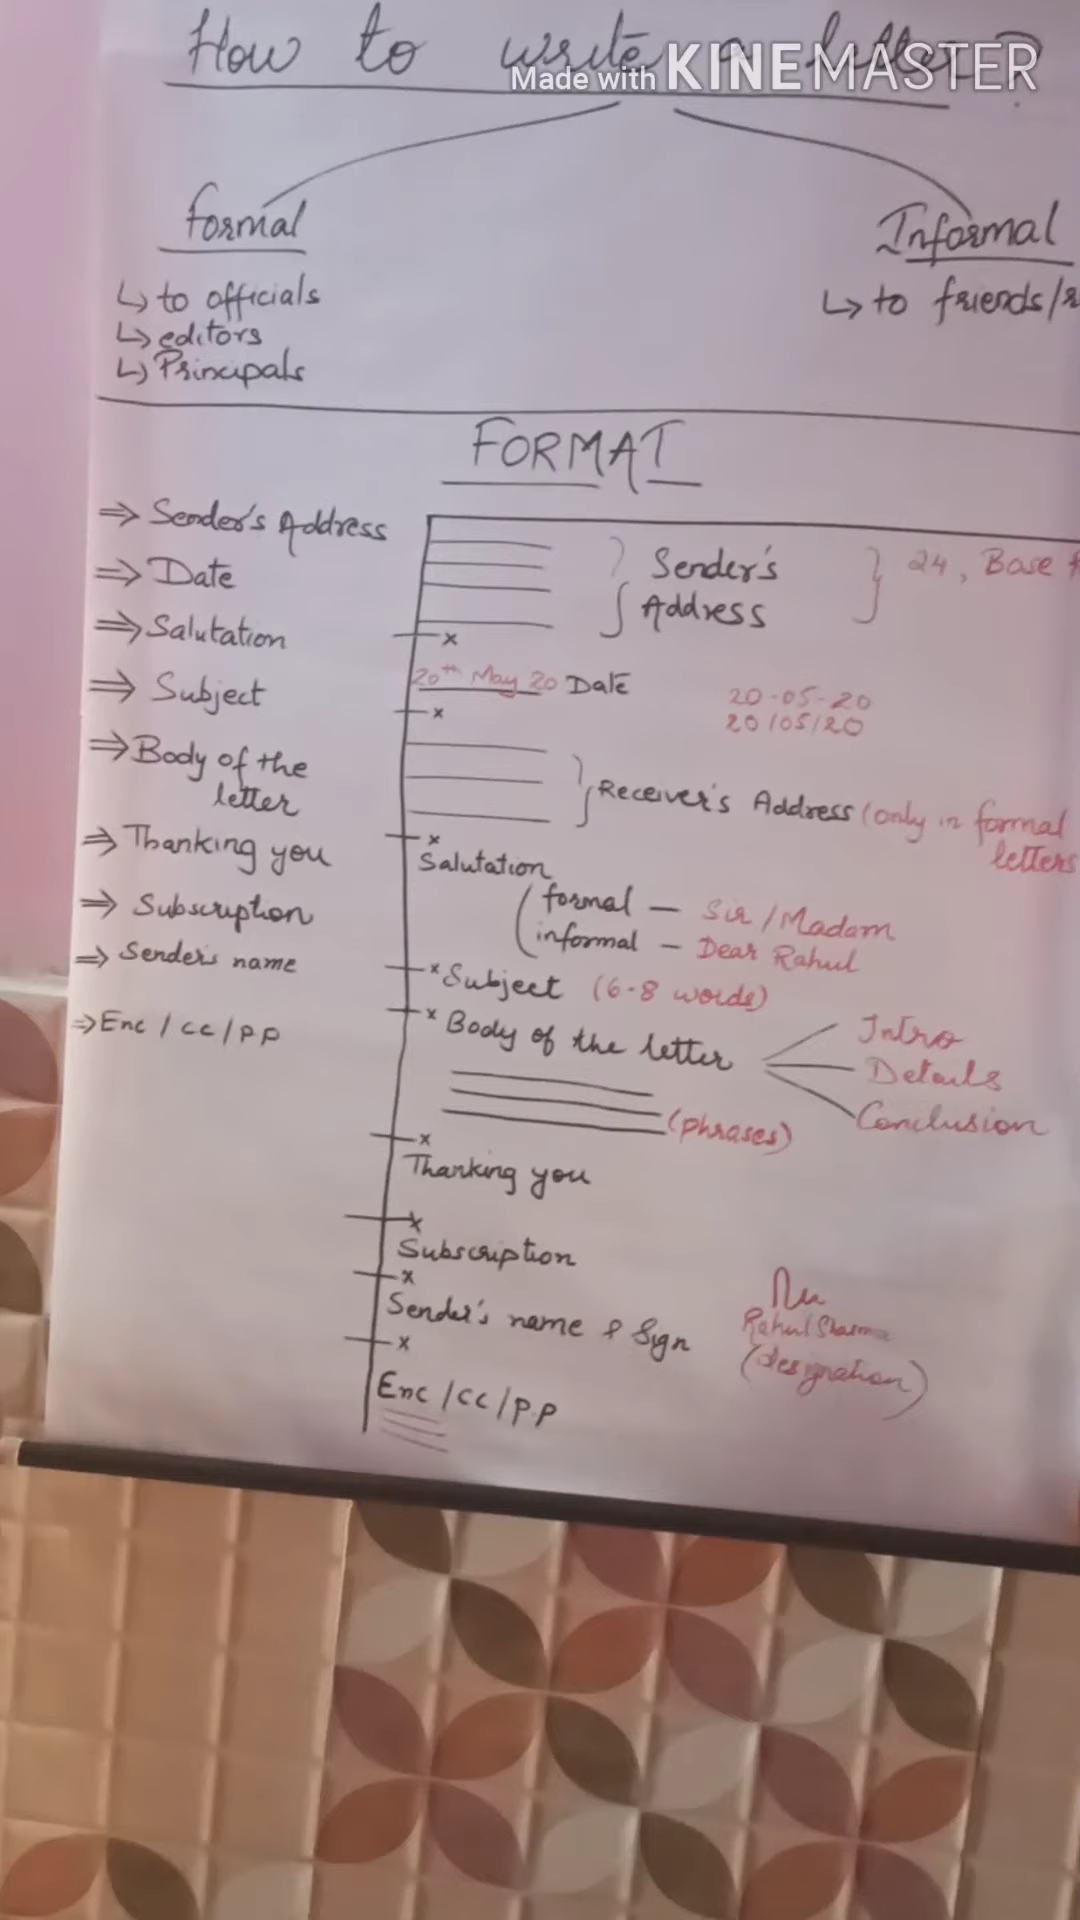 How to write a letter ?
Made with KINEMASTER
Formal
Informal
↳ to officials
↳ editors
↳ Principals
↳ to friends/
FORMAT
⇒ Sender's Address
⇒ Date
⇒ Salutation
⇒ Subject
⇒ Body of the
letter
⇒ Thanking you
⇒ Subscription
⇒ Sender's name
⇒ Enc / cc / p p
Sender's
Address
24, Base
x
20th May 20 Date
20-05-20
20/05/20
x
Receiver's Address (only in formal
letters
x
Salutation
formal — Sir / Madam
informal — Dear Rahul
x Subject (6-8 words)
x Body of the letter
Intro
Details
Conclusion
(phrases)
x
Thanking you
x
Subscription
x
Sender's name & Sign
Rahul Sharma
(designation)
x
Enc / cc / p.p